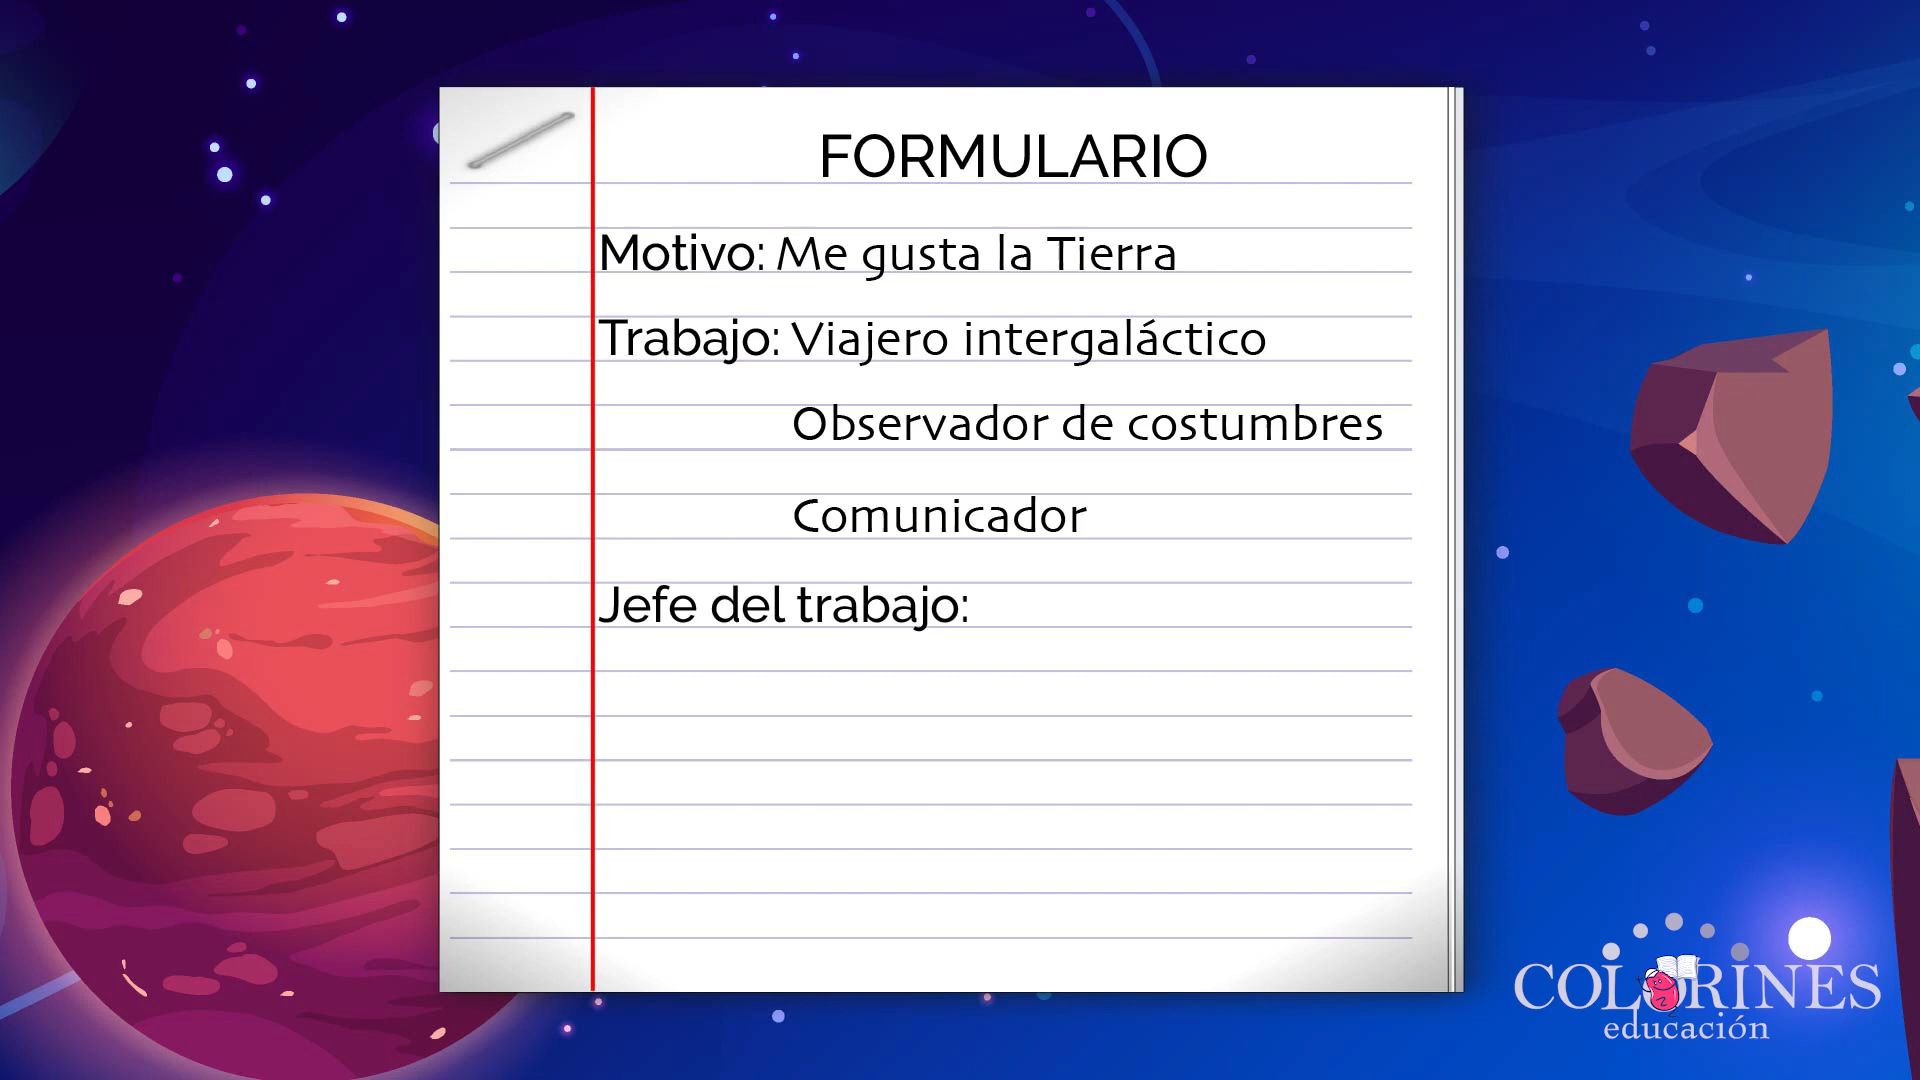 FORMULARIO
Motivo: Me gusta la Tierra
Trabajo: Viajero intergaláctico
Observador de costumbres
Comunicador
Jefe del trabajo:
COLORINES
educación